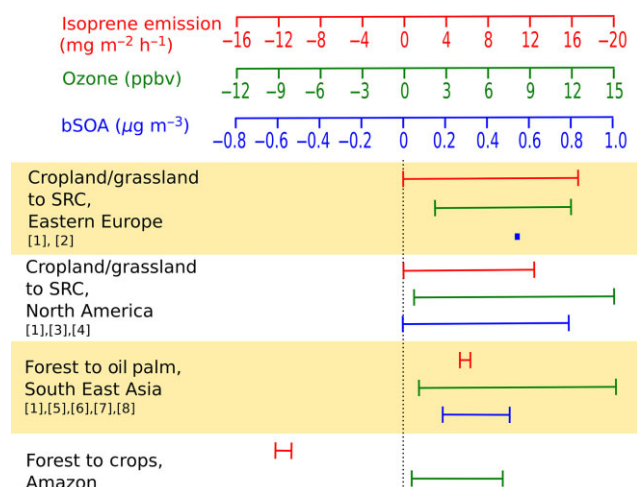 Isoprene emission
(mg m⁻² h⁻¹)
−16 −12 −8 −4 0 4 8 12 16 −20
Ozone (ppbv)
−12 −9 −6 −3 0 3 6 9 12 15
bSOA (μg m⁻³)
−0.8 −0.6 −0.4 −0.2 0 0.2 0.4 0.6 0.8 1.0
Cropland/grassland
to SRC,
Eastern Europe
[1], [2]
Cropland/grassland
to SRC,
North America
[1],[3],[4]
Forest to oil palm,
South East Asia
[1],[5],[6],[7],[8]
Forest to crops,
Amazon